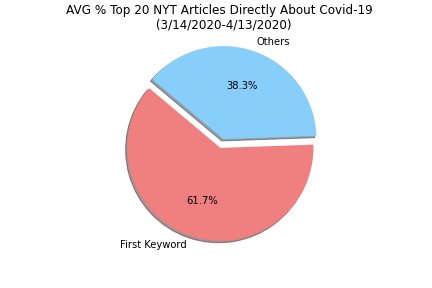 AVG % Top 20 NYT Articles Directly About Covid-19
(3/14/2020-4/13/2020)
Others
38.3%
61.7%
First Keyword